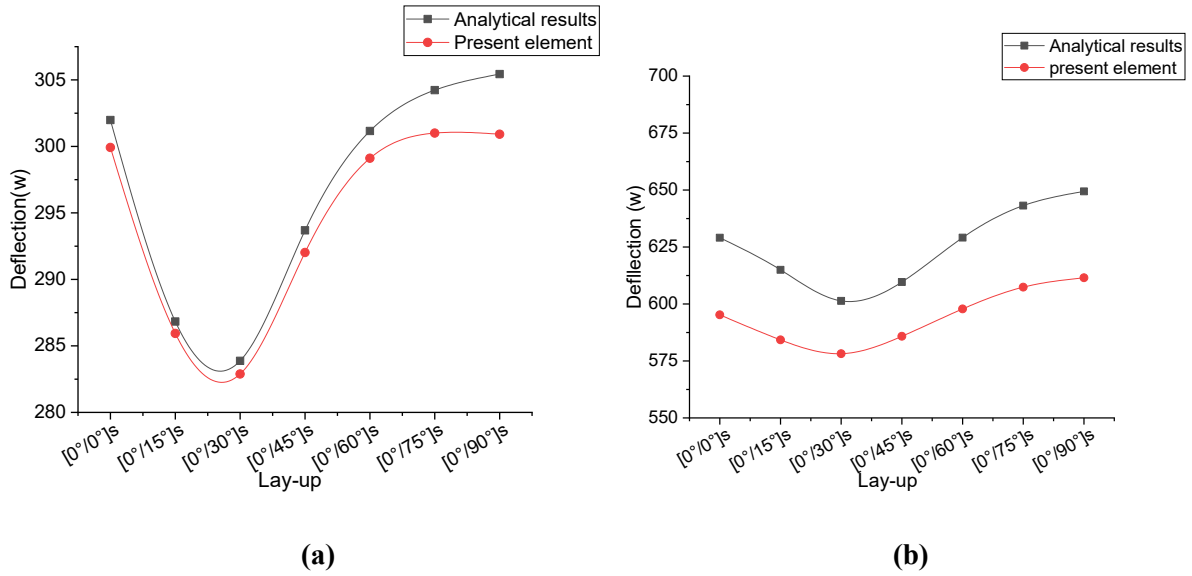 Analytical results
Present element
Deflection(w)
305
300
295
290
285
280
[0°/0°]s
[0°/15°]s
[0°/30°]s
[0°/45°]s
[0°/60°]s
[0°/75°]s
[0°/90°]s
Lay-up
(a)
Analytical results
present element
Defllection (w)
700
675
650
625
600
575
550
[0°/0°]s
[0°/15°]s
[0°/30°]s
[0°/45°]s
[0°/60°]s
[0°/75°]s
[0°/90°]s
Lay-up
(b)